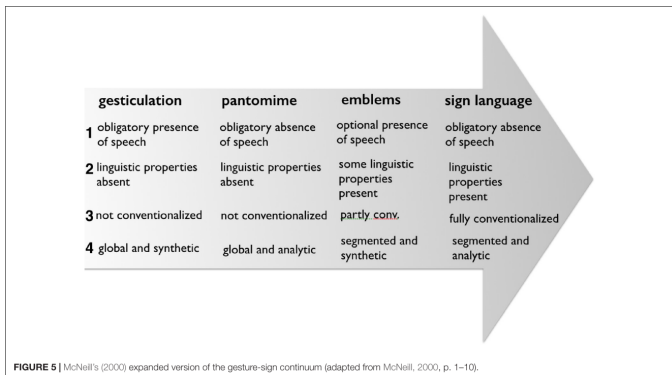 gesticulation pantomime emblems sign language
1 obligatory presence of speech obligatory absence of speech optional presence of speech obligatory absence of speech
2 linguistic properties absent linguistic properties absent some linguistic properties present linguistic properties present
3 not conventionalized not conventionalized partly conv. fully conventionalized
4 global and synthetic global and analytic segmented and synthetic segmented and analytic
FIGURE 5 | McNeill's (2000) expanded version of the gesture-sign continuum (adapted from McNeill, 2000, p. 1–10).